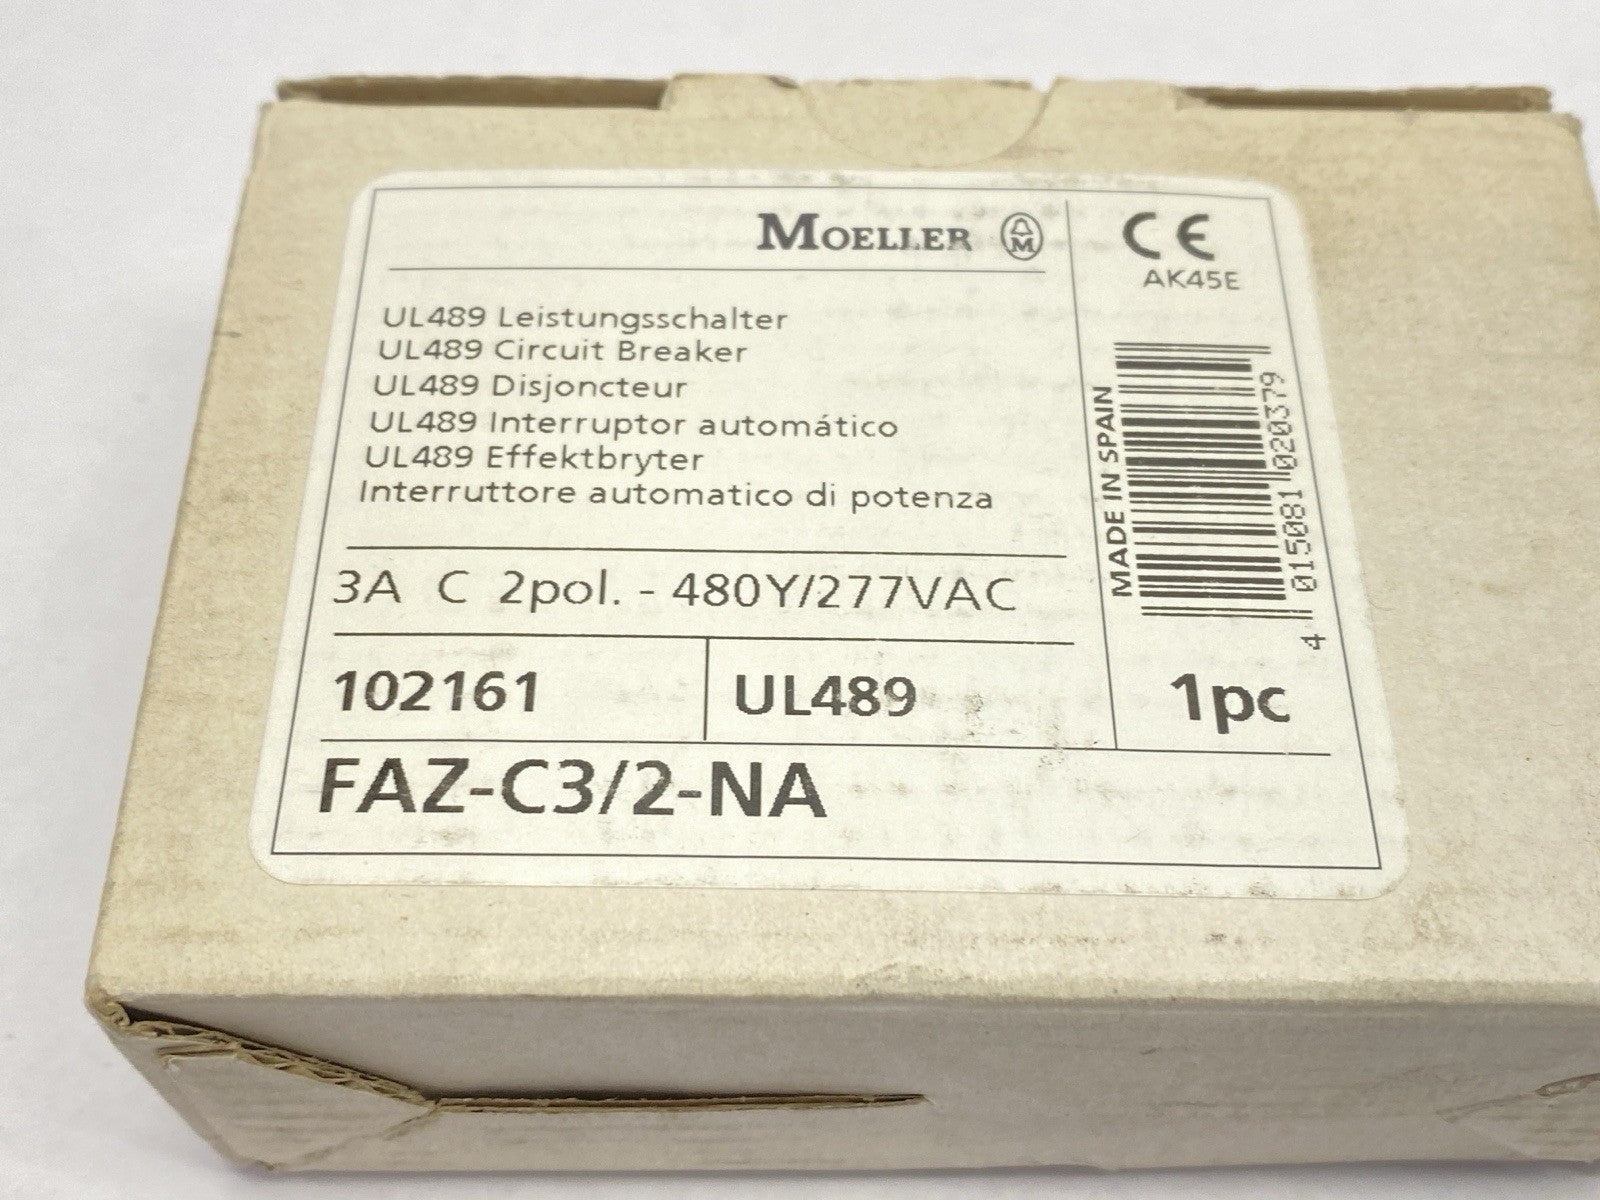 MOELLER
CE
AK45E
UL489 Leistungsschalter
UL489 Circuit Breaker
UL489 Disjoncteur
UL489 Interruptor automático
UL489 Effektbryter
Interruttore automatico di potenza
MADE IN SPAIN
4 015081 020379
3A C 2pol. - 480Y/277VAC
102161 UL489 1pc
FAZ-C3/2-NA